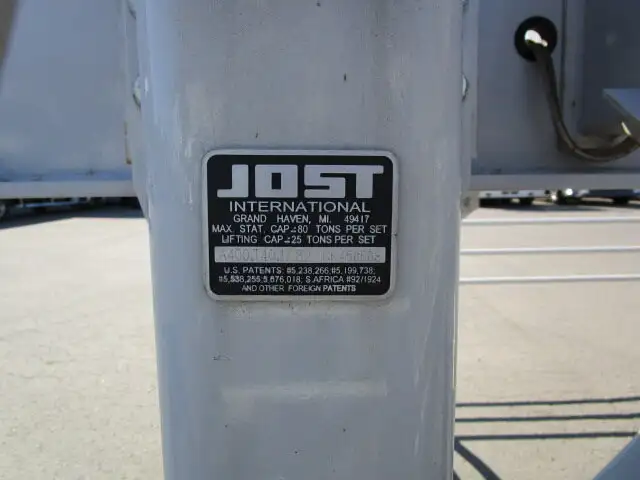 JOST
INTERNATIONAL
GRAND HAVEN, MI. 49417
MAX. STAT. CAP.=80 TONS PER SET
LIFTING CAP.=25 TONS PER SET
U.S. PATENTS: #5,238,266;#5,199,738;
#5,538,255,5,676,018; S.AFRICA #92/1924
AND OTHER FOREIGN PATENTS